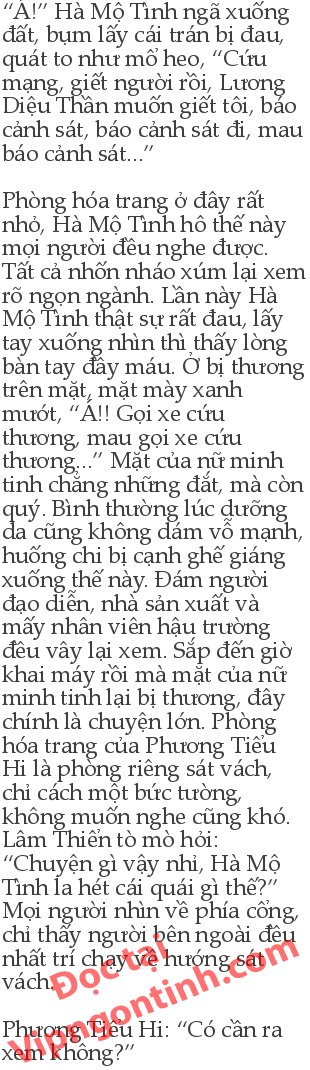 “Á!” Hà Mộ Tình ngã xuống
đất, bụm lấy cái trán bị đau,
quát to như mổ heo, “Cứu
mạng, giết người rồi, Lương
Diệu Thần muốn giết tôi, báo
cảnh sát, báo cảnh sát đi, mau
báo cảnh sát...”
Phòng hóa trang ở đây rất
nhỏ, Hà Mộ Tình hô thế này
mọi người đều nghe được.
Tất cả nhốn nháo xúm lại xem
rõ ngọn ngành. Lần này Hà
Mộ Tình thật sự rất đau, lấy
tay xuống nhìn thì thấy lòng
bàn tay đầy máu. Ở bị thương
trên mặt, mặt mày xanh
mướt, “Á!! Gọi xe cứu
thương, mau gọi xe cứu
thương...” Mặt của nữ minh
tinh chẳng những đắt, mà còn
quý. Bình thường lúc dưỡng
da cũng không dám vỗ mạnh,
huống chi bị cạnh ghế giáng
xuống thế này. Đám người
đạo diễn, nhà sản xuất và
mấy nhân viên hậu trường
đều vây lại xem. Sắp đến giờ
khai máy rồi mà mặt của nữ
minh tinh lại bị thương, đây
chính là chuyện lớn. Phòng
hóa trang của Phương Tiểu
Hi là phòng riêng sát vách,
chỉ cách một bức tường,
không muốn nghe cũng khó.
Lâm Thiển tò mò hỏi:
“Chuyện gì vậy nhỉ, Hà Mộ
Tình la hét cái quái gì thế?”
Mọi người nhìn về phía cổng,
chỉ thấy người bên ngoài đều
nhất trí chạy về hướng sát
vách.
Phương Tiểu Hi: “Có cần ra
xem không?”
Đọc tại
Vipngontinh.com